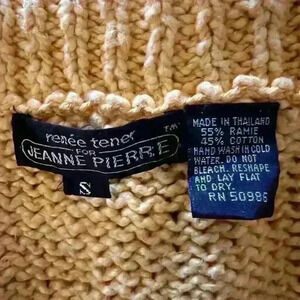 renée tener
FOR
JEANNE PIERRE
™
S
MADE IN THAILAND
55% RAMIE
45% COTTON
HAND WASH IN COLD
WATER. DO NOT
BLEACH. RESHAPE
AND LAY FLAT
TO DRY.
RN 50986